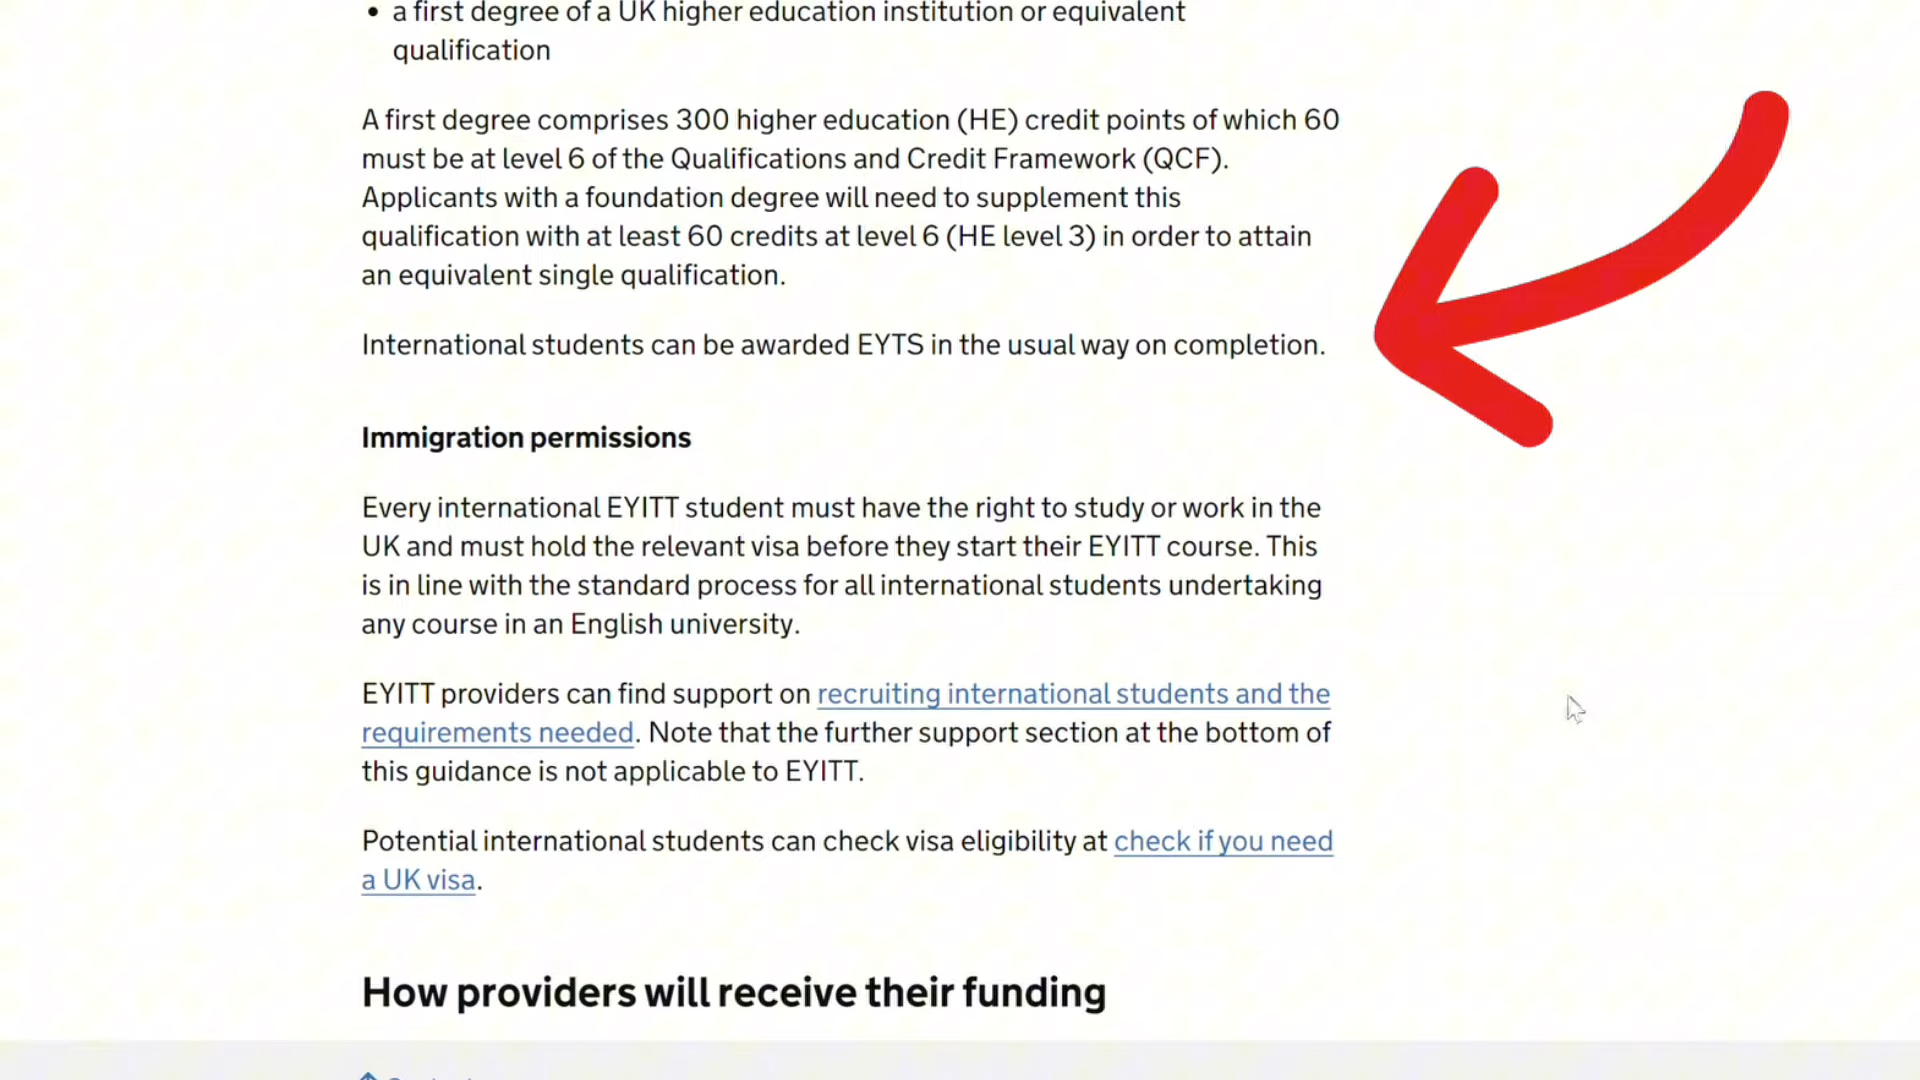 • a first degree of a UK higher education institution or equivalent
qualification
A first degree comprises 300 higher education (HE) credit points of which 60
must be at level 6 of the Qualifications and Credit Framework (QCF).
Applicants with a foundation degree will need to supplement this
qualification with at least 60 credits at level 6 (HE level 3) in order to attain
an equivalent single qualification.
International students can be awarded EYTS in the usual way on completion.
Immigration permissions
Every international EYITT student must have the right to study or work in the
UK and must hold the relevant visa before they start their EYITT course. This
is in line with the standard process for all international students undertaking
any course in an English university.
EYITT providers can find support on recruiting international students and the
requirements needed. Note that the further support section at the bottom of
this guidance is not applicable to EYITT.
Potential international students can check visa eligibility at check if you need
a UK visa.
How providers will receive their funding